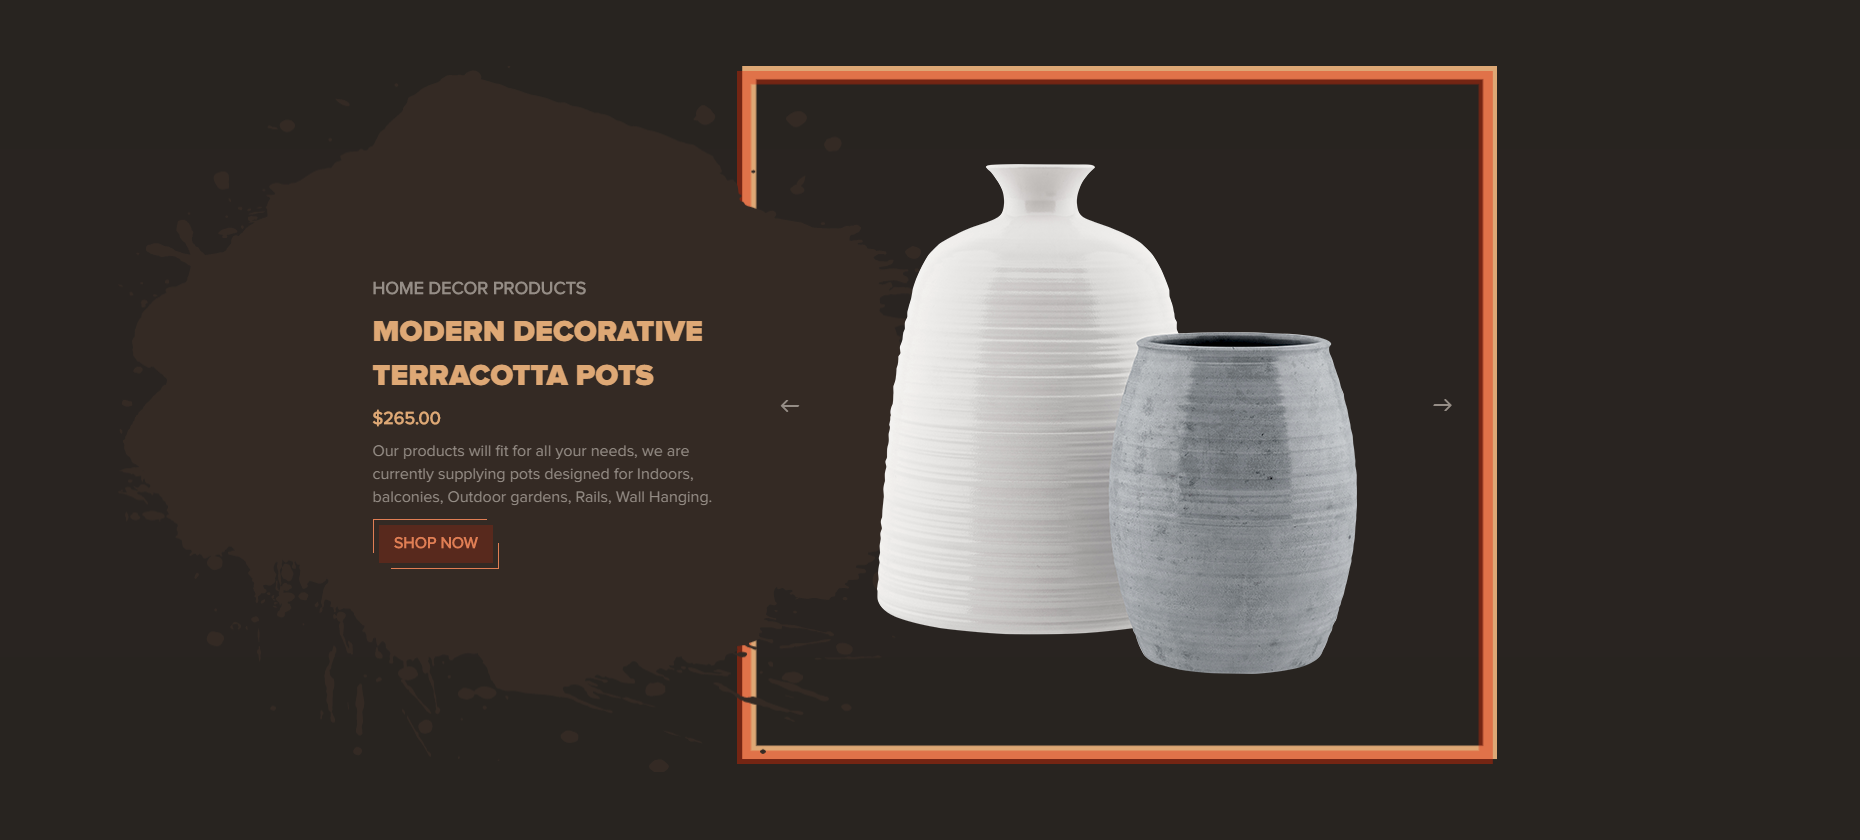 HOME DECOR PRODUCTS
MODERN DECORATIVE
TERRACOTTA POTS
$265.00
Our products will fit for all your needs, we are
currently supplying pots designed for Indoors,
balconies, Outdoor gardens, Rails, Wall Hanging.
SHOP NOW